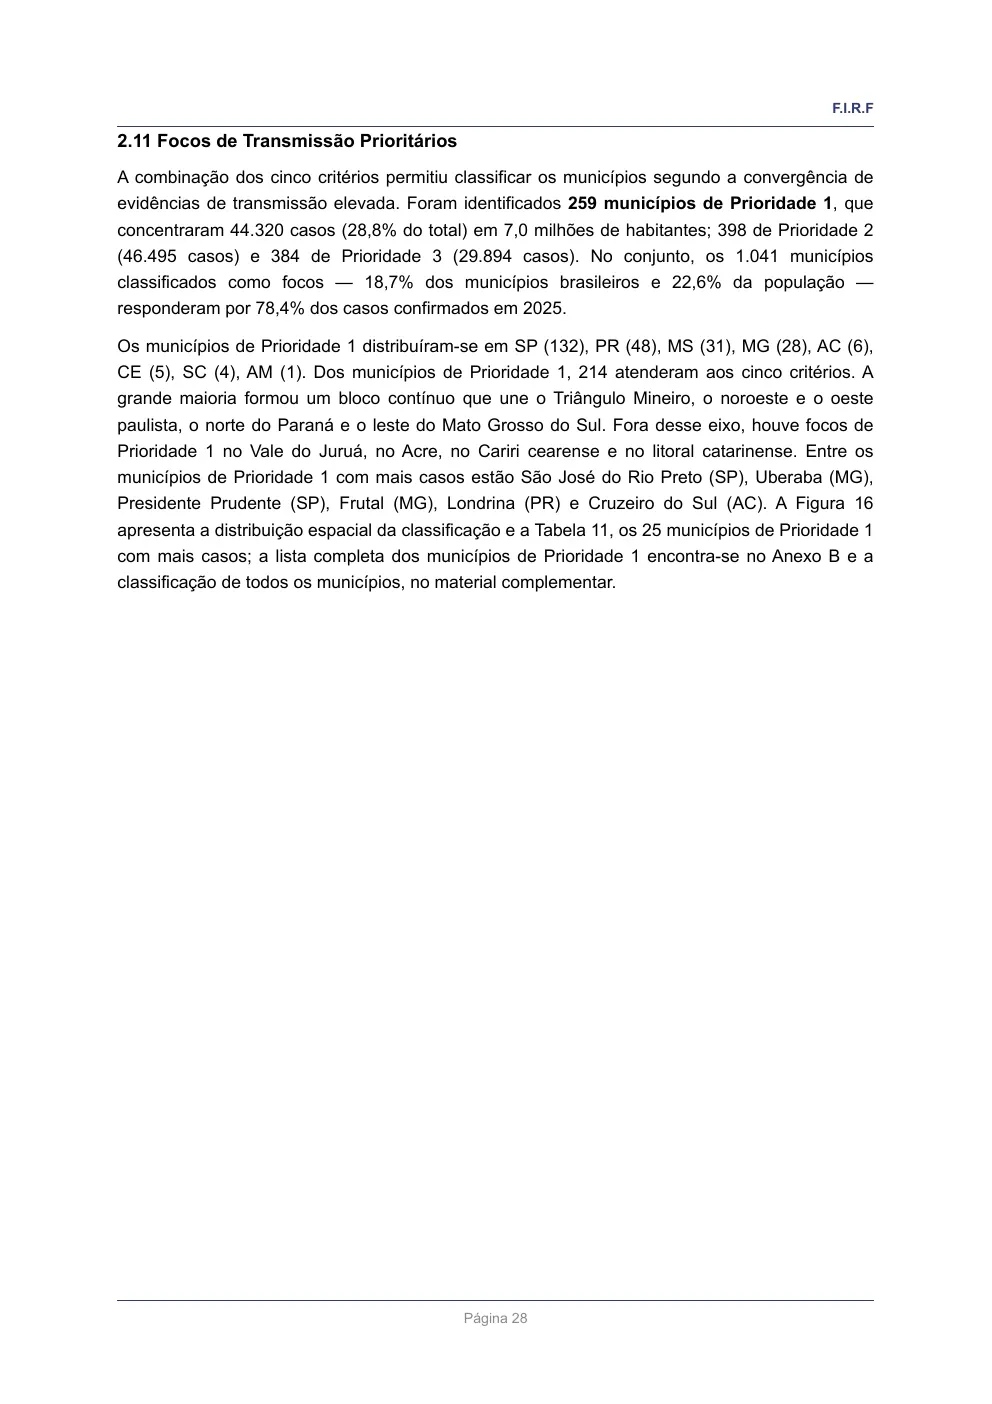 F.I.R.F
2.11 Focos de Transmissão Prioritários
A combinação dos cinco critérios permitiu classificar os municípios segundo a convergência de
evidências de transmissão elevada. Foram identificados 259 municípios de Prioridade 1, que
concentraram 44.320 casos (28,8% do total) em 7,0 milhões de habitantes; 398 de Prioridade 2
(46.495 casos) e 384 de Prioridade 3 (29.894 casos). No conjunto, os 1.041 municípios
classificados como focos — 18,7% dos municípios brasileiros e 22,6% da população —
responderam por 78,4% dos casos confirmados em 2025.
Os municípios de Prioridade 1 distribuíram-se em SP (132), PR (48), MS (31), MG (28), AC (6),
CE (5), SC (4), AM (1). Dos municípios de Prioridade 1, 214 atenderam aos cinco critérios. A
grande maioria formou um bloco contínuo que une o Triângulo Mineiro, o noroeste e o oeste
paulista, o norte do Paraná e o leste do Mato Grosso do Sul. Fora desse eixo, houve focos de
Prioridade 1 no Vale do Juruá, no Acre, no Cariri cearense e no litoral catarinense. Entre os
municípios de Prioridade 1 com mais casos estão São José do Rio Preto (SP), Uberaba (MG),
Presidente Prudente (SP), Frutal (MG), Londrina (PR) e Cruzeiro do Sul (AC). A Figura 16
apresenta a distribuição espacial da classificação e a Tabela 11, os 25 municípios de Prioridade 1
com mais casos; a lista completa dos municípios de Prioridade 1 encontra-se no Anexo B e a
classificação de todos os municípios, no material complementar.
Página 28